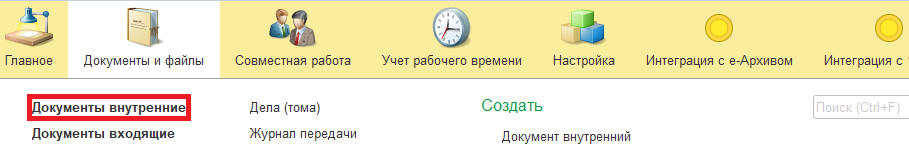 Главное Документы и файлы Совместная работа Учет рабочего времени Настройка Интеграция с е-Архивом Интеграция с
Документы внутренние Дела (тома) Создать Поиск (Ctrl+F)
Документы входящие Журнал передачи Документ внутренний